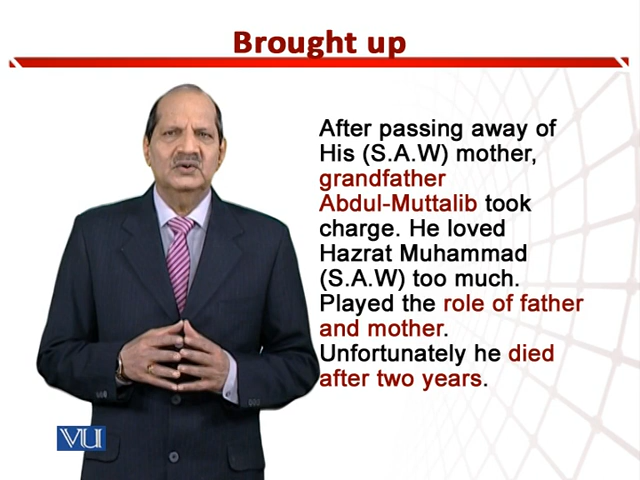 Brought up
After passing away of
His (S.A.W) mother,
grandfather
Abdul-Muttalib took
charge. He loved
Hazrat Muhammad
(S.A.W) too much.
Played the role of father
and mother.
Unfortunately he died
after two years.
VU